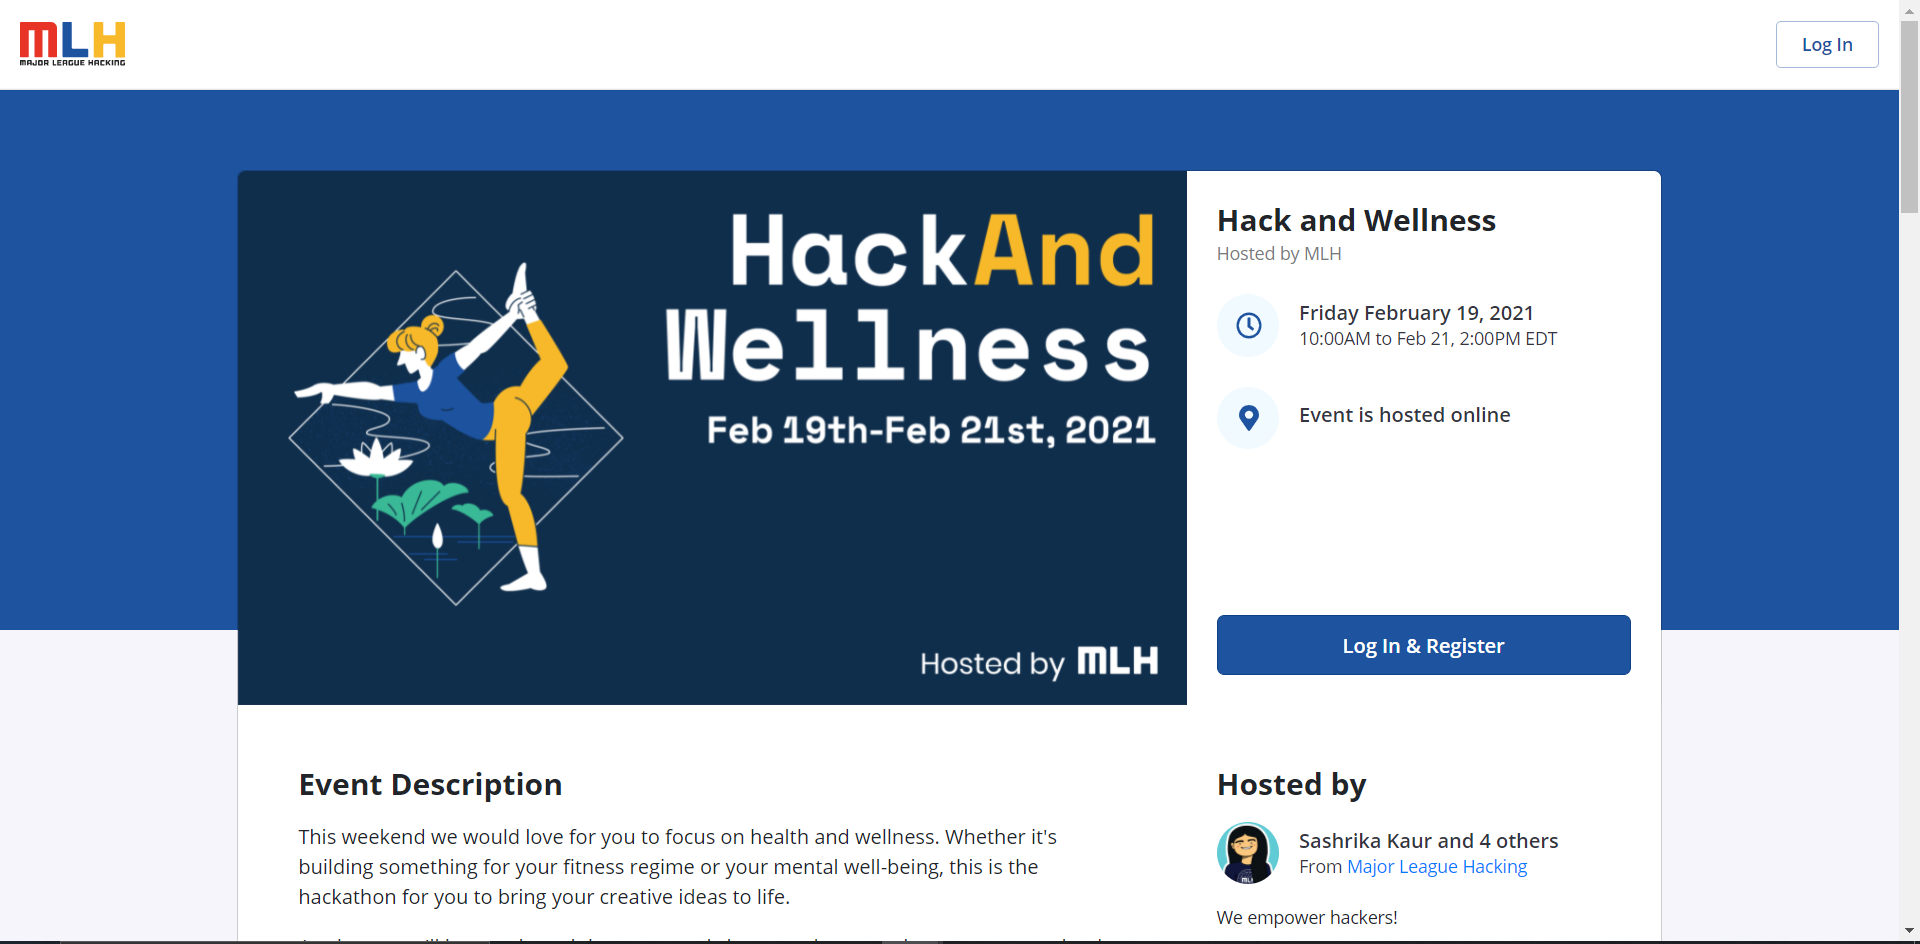 MLH
MAJOR LEAGUE HACKING
Log In
HackAnd
Wellness
Feb 19th-Feb 21st, 2021
Hosted by MLH
Hack and Wellness
Hosted by MLH
Friday February 19, 2021
10:00AM to Feb 21, 2:00PM EDT
Event is hosted online
Log In & Register
Event Description
This weekend we would love for you to focus on health and wellness. Whether it's
building something for your fitness regime or your mental well-being, this is the
hackathon for you to bring your creative ideas to life.
Hosted by
Sashrika Kaur and 4 others
From Major League Hacking
We empower hackers!